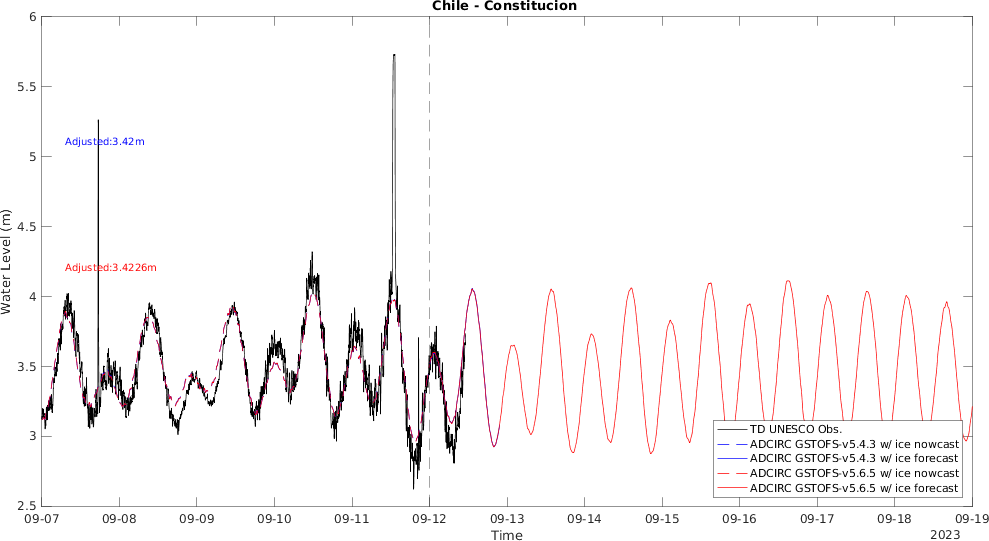 Chile - Constitucion
6
5.5
5
4.5
4
3.5
3
2.5
Water Level (m)
Adjusted:3.42m
Adjusted:3.4226m
TD UNESCO Obs.
ADCIRC GSTOFS-v5.4.3 w/ ice nowcast
ADCIRC GSTOFS-v5.4.3 w/ ice forecast
ADCIRC GSTOFS-v5.6.5 w/ ice nowcast
ADCIRC GSTOFS-v5.6.5 w/ ice forecast
09-07 09-08 09-09 09-10 09-11 09-12 09-13 09-14 09-15 09-16 09-17 09-18 09-19
Time
2023